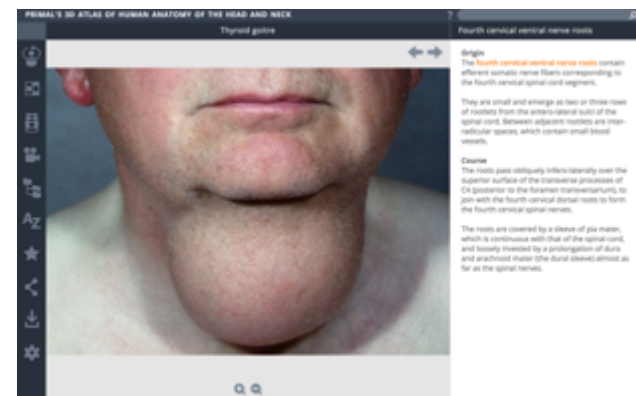 PRIMAL'S 3D ATLAS OF HUMAN ANATOMY OF THE HEAD AND NECK
?
Thyroid goitre
Fourth cervical ventral nerve roots
Origin
The fourth cervical ventral nerve roots contain
efferent somatic nerve fibers corresponding to
the fourth cervical spinal cord segment.
They are small and emerge as two or three rows
of rootlets from the antero-lateral sulci of the
spinal cord. Between adjacent rootlets are inter-
radicular spaces, which contain small blood
vessels.
Course
The roots pass obliquely infero-laterally over the
superior surface of the transverse processes of
C4 (posterior to the foramen transversarium), to
join with the fourth cervical dorsal roots to form
the fourth cervical spinal nerves.
The roots are covered by a sleeve of pia mater,
which is continuous with that of the spinal cord,
and loosely invested by a prolongation of dura
and arachnoid mater (the dural sleeve) almost as
far as the spinal nerves.
AZ